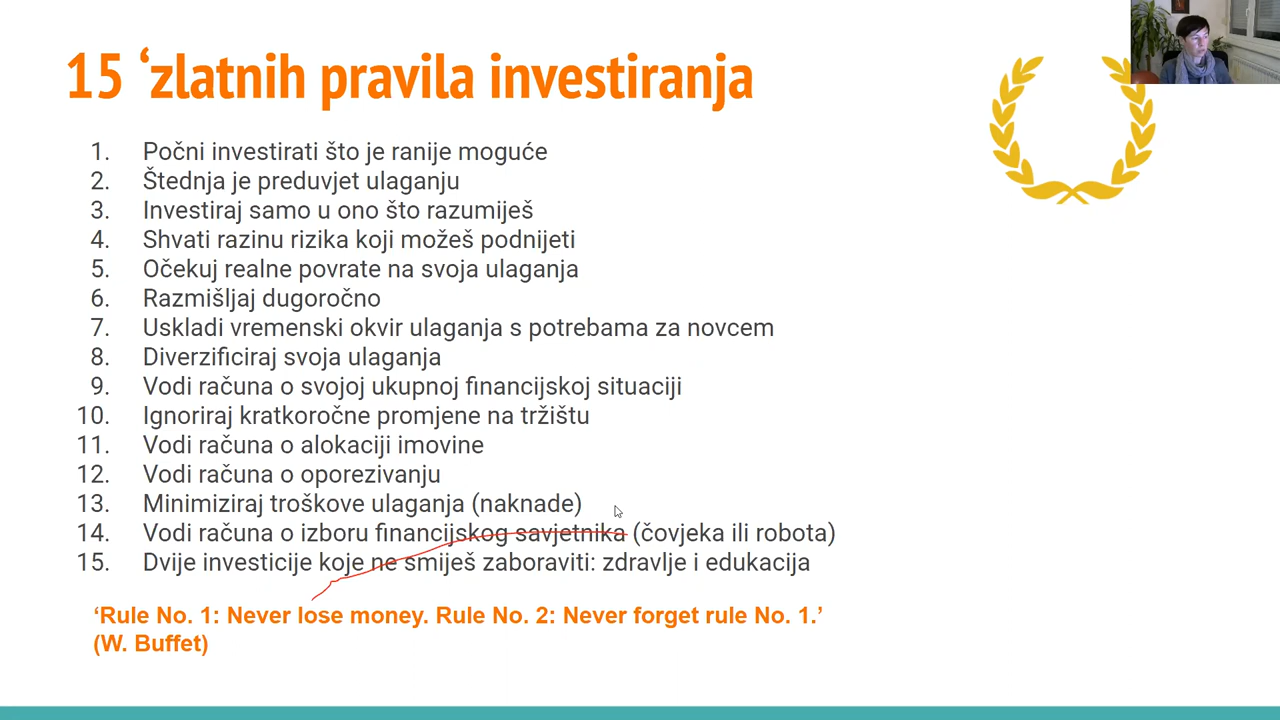 15 ‘zlatnih pravila investiranja
1. Počni investirati što je ranije moguće
2. Štednja je preduvjet ulaganju
3. Investiraj samo u ono što razumiješ
4. Shvati razinu rizika koji možeš podnijeti
5. Očekuj realne povrate na svoja ulaganja
6. Razmišljaj dugoročno
7. Uskladi vremenski okvir ulaganja s potrebama za novcem
8. Diverzificiraj svoja ulaganja
9. Vodi računa o svojoj ukupnoj financijskoj situaciji
10. Ignoriraj kratkoročne promjene na tržištu
11. Vodi računa o alokaciji imovine
12. Vodi računa o oporezivanju
13. Minimiziraj troškove ulaganja (naknade)
14. Vodi računa o izboru financijskog savjetnika (čovjeka ili robota)
15. Dvije investicije koje ne smiješ zaboraviti: zdravlje i edukacija
‘Rule No. 1: Never lose money. Rule No. 2: Never forget rule No. 1.’
(W. Buffet)